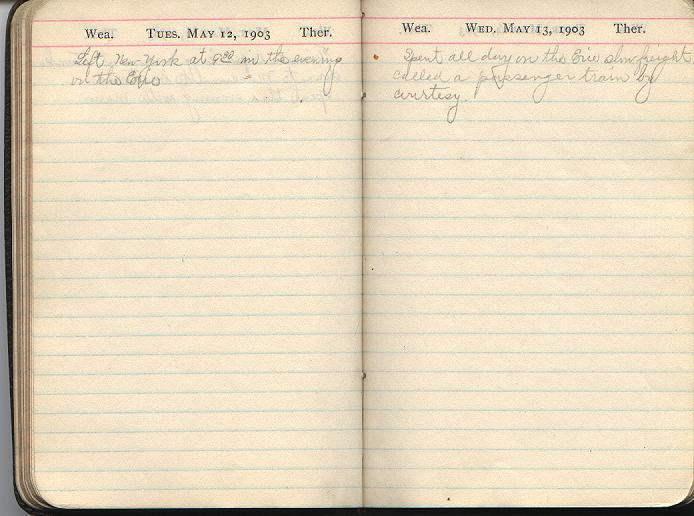 Wea. TUES. MAY 12, 1903 Ther.
Left New York at 9:30 in the evening
on the Erie
Wea. WED. MAY 13, 1903 Ther.
Spent all day on the Erie slow freight
called a passenger train by
courtesy.